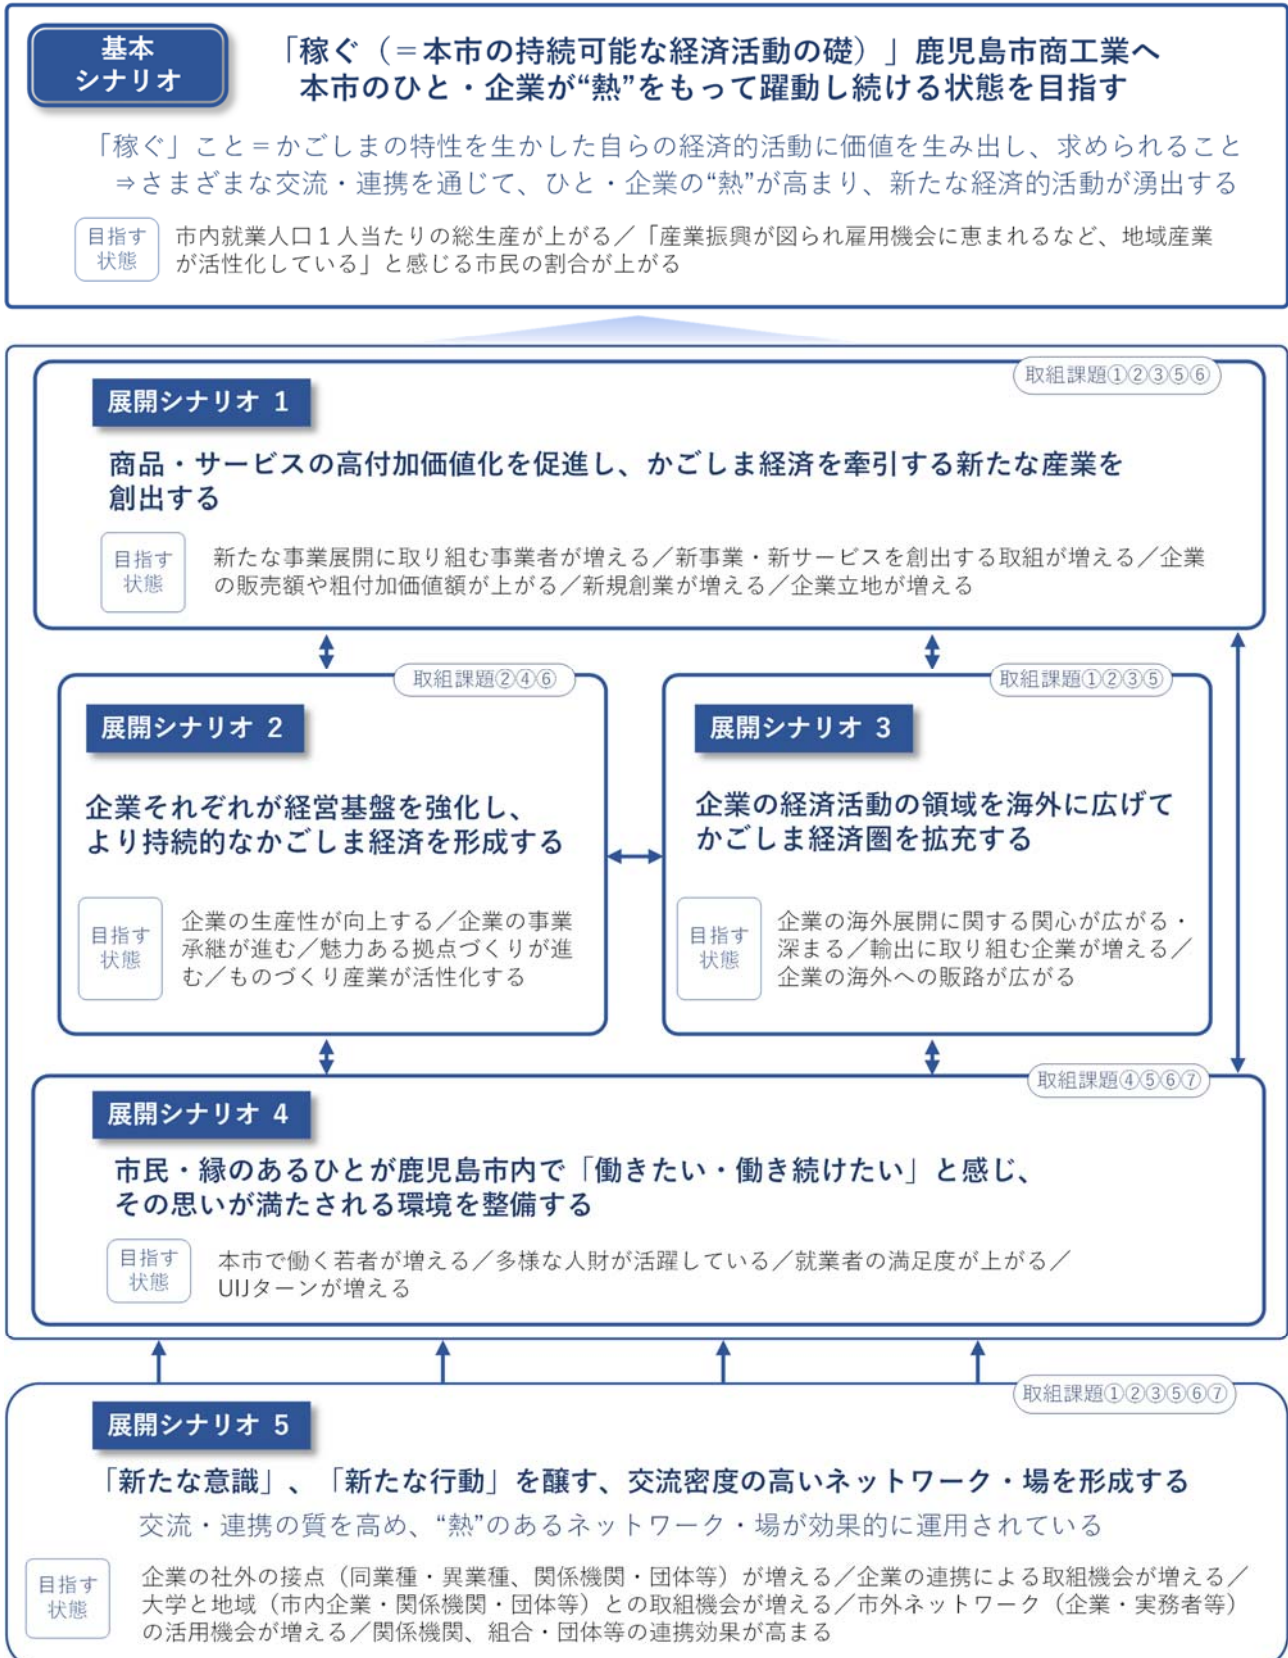 基本
シナリオ
「稼ぐ（＝本市の持続可能な経済活動の礎）」鹿児島市商工業へ
本市のひと・企業が“熱”をもって躍動し続ける状態を目指す
「稼ぐ」こと＝かごしまの特性を生かした自らの経済的活動に価値を生み出し、求められること
⇒さまざまな交流・連携を通じて、ひと・企業の“熱”が高まり、新たな経済的活動が湧出する
目指す
状態
市内就業人口１人当たりの総生産が上がる／「産業振興が図られ雇用機会に恵まれるなど、地域産業
が活性化している」と感じる市民の割合が上がる
取組課題①②③⑤⑥
展開シナリオ 1
商品・サービスの高付加価値化を促進し、かごしま経済を牽引する新たな産業を
創出する
目指す
状態
新たな事業展開に取り組む事業者が増える／新事業・新サービスを創出する取組が増える／企業
の販売額や粗付加価値額が上がる／新規創業が増える／企業立地が増える
取組課題②④⑥
展開シナリオ 2
企業それぞれが経営基盤を強化し、
より持続的なかごしま経済を形成する
目指す
状態
企業の生産性が向上する／企業の事業
承継が進む／魅力ある拠点づくりが進
む／ものづくり産業が活性化する
取組課題①②③⑤
展開シナリオ 3
企業の経済活動の領域を海外に広げて
かごしま経済圏を拡充する
目指す
状態
企業の海外展開に関する関心が広がる・
深まる／輸出に取り組む企業が増える／
企業の海外への販路が広がる
取組課題④⑤⑥⑦
展開シナリオ 4
市民・縁のあるひとが鹿児島市内で「働きたい・働き続けたい」と感じ、
その思いが満たされる環境を整備する
目指す
状態
本市で働く若者が増える／多様な人財が活躍している／就業者の満足度が上がる／
UIJターンが増える
取組課題①②③⑤⑥⑦
展開シナリオ 5
「新たな意識」、「新たな行動」を醸す、交流密度の高いネットワーク・場を形成する
交流・連携の質を高め、“熱”のあるネットワーク・場が効果的に運用されている
目指す
状態
企業の社外の接点（同業種・異業種、関係機関・団体等）が増える／企業の連携による取組機会が増える／
大学と地域（市内企業・関係機関・団体等）との取組機会が増える／市外ネットワーク（企業・実務者等）
の活用機会が増える／関係機関、組合・団体等の連携効果が高まる